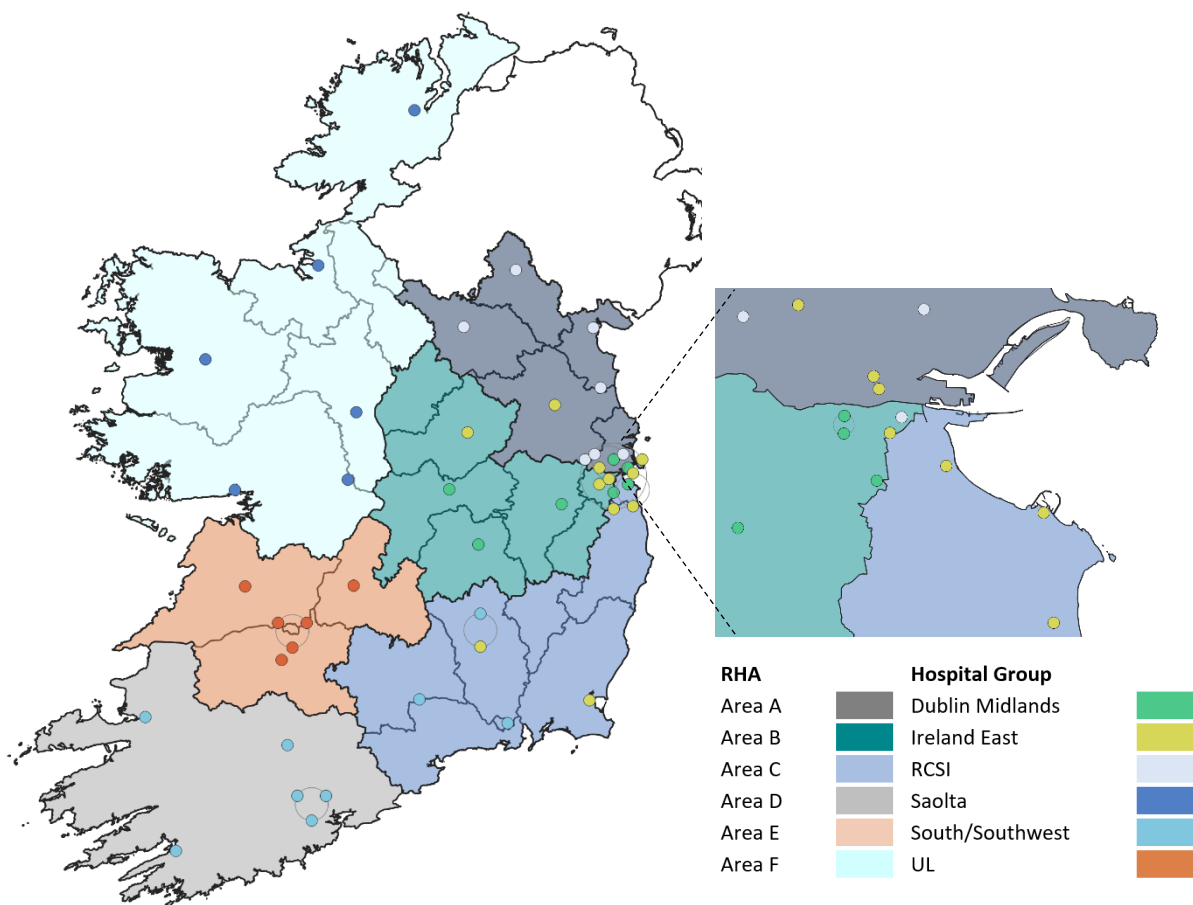 RHA Hospital Group
Area A Dublin Midlands
Area B Ireland East
Area C RCSI
Area D Saolta
Area E South/Southwest
Area F UL